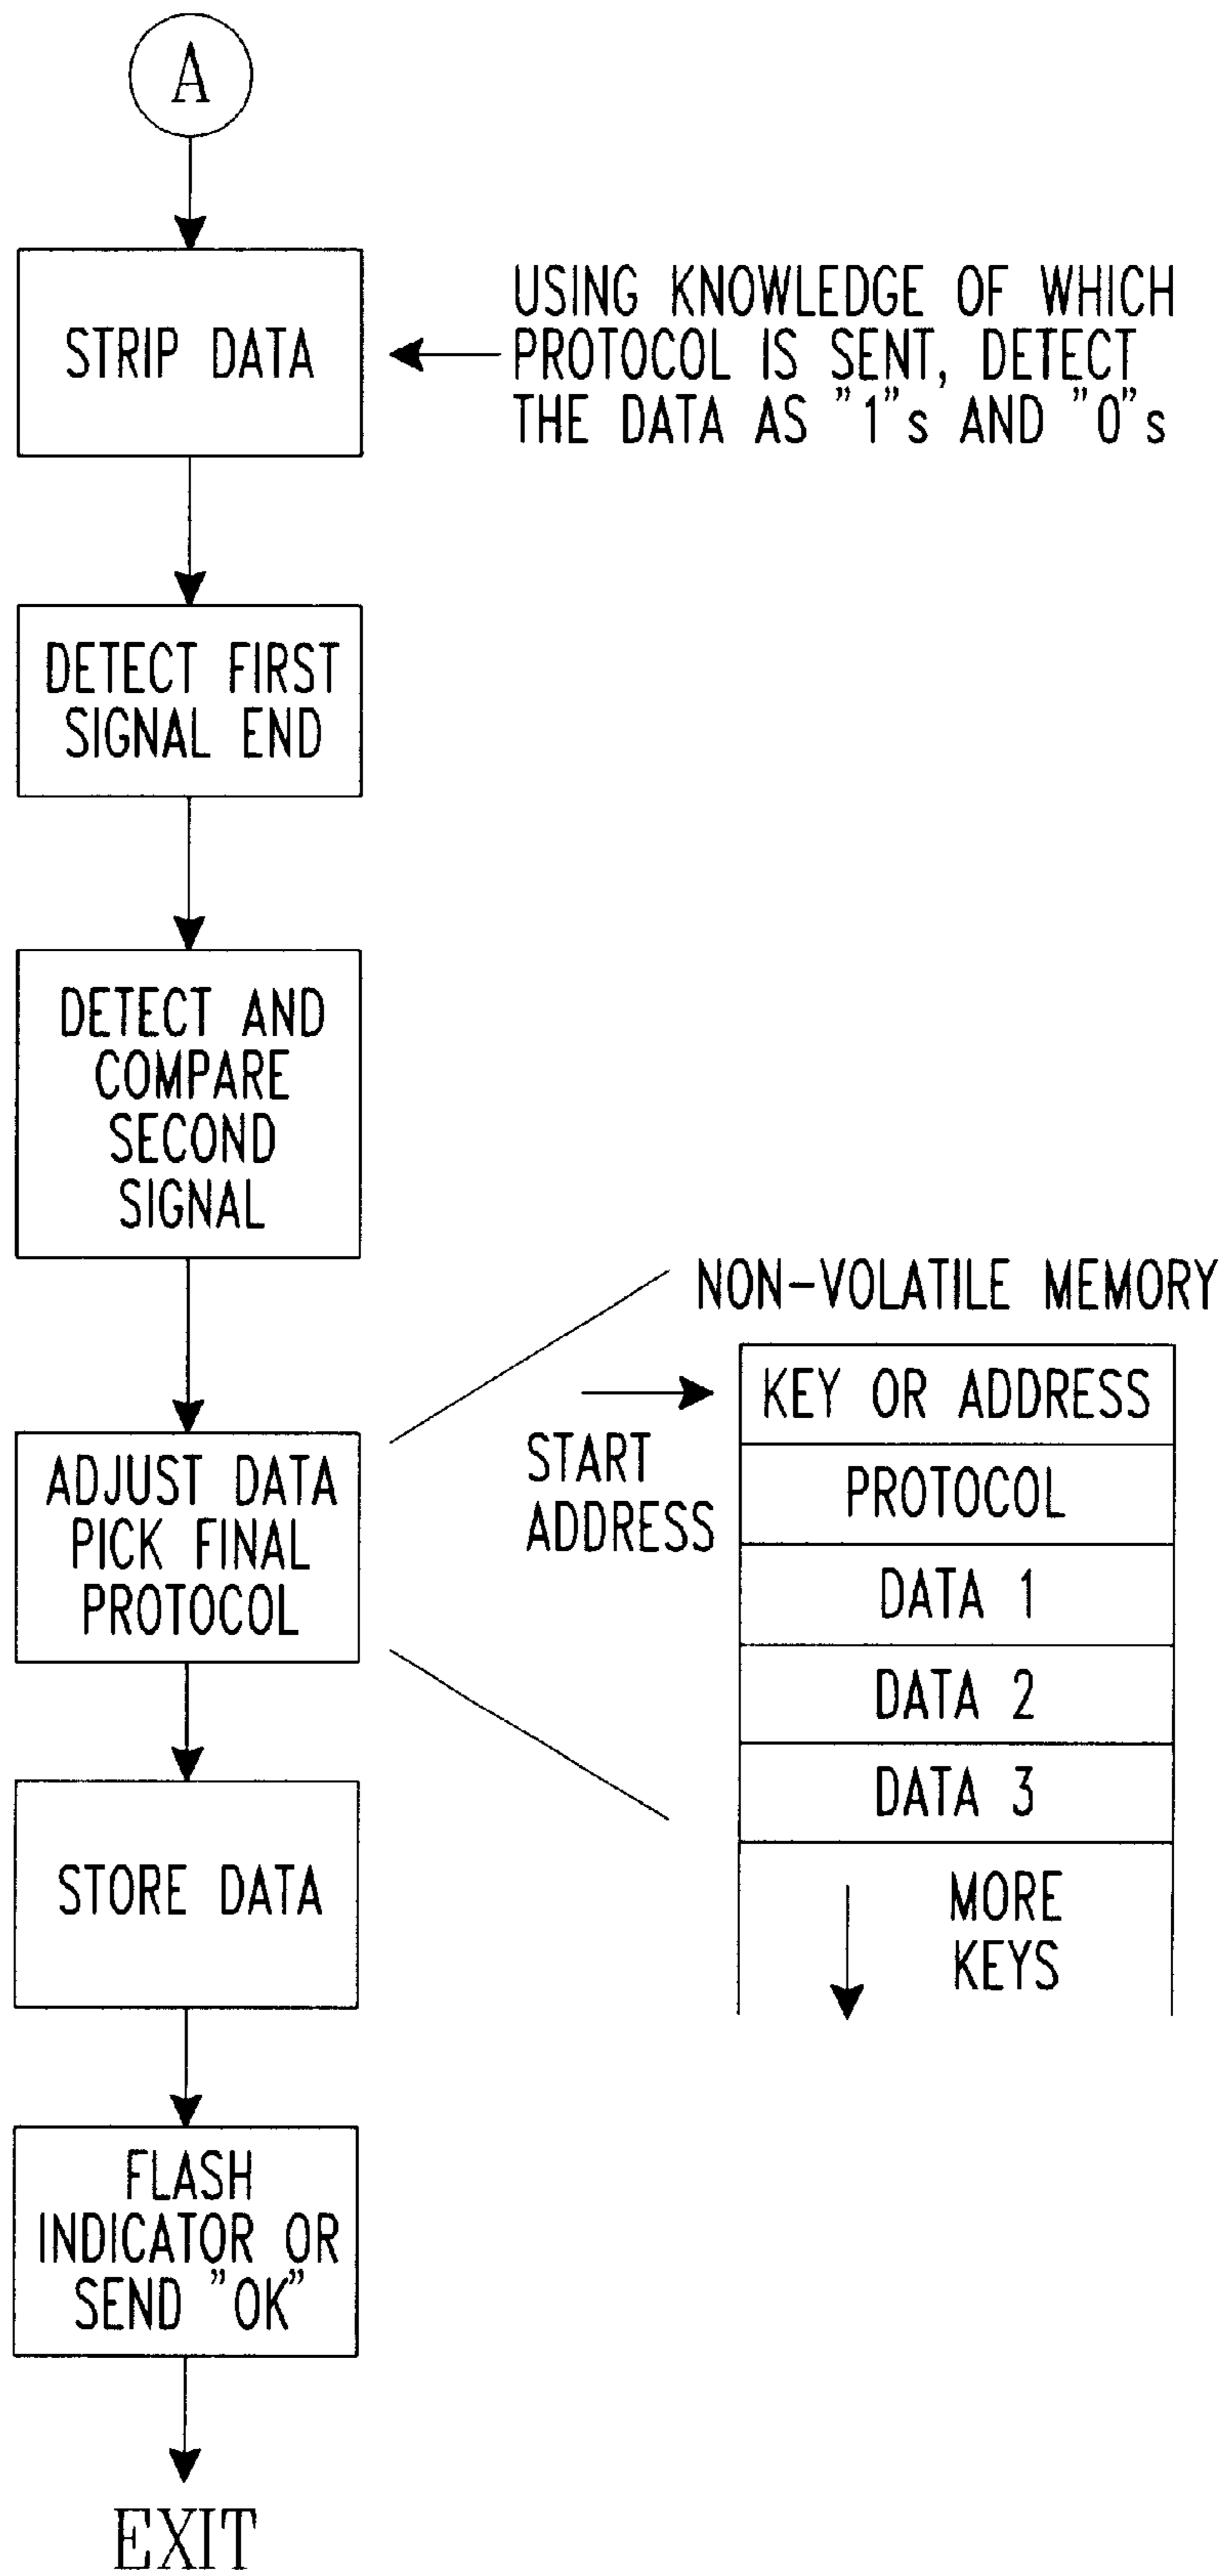 A
STRIP DATA
USING KNOWLEDGE OF WHICH
PROTOCOL IS SENT, DETECT
THE DATA AS "1"s AND "0"s
DETECT FIRST
SIGNAL END
DETECT AND
COMPARE
SECOND
SIGNAL
ADJUST DATA
PICK FINAL
PROTOCOL
NON-VOLATILE MEMORY
START
ADDRESS
KEY OR ADDRESS
PROTOCOL
DATA 1
DATA 2
DATA 3
MORE
KEYS
STORE DATA
FLASH
INDICATOR OR
SEND "OK"
EXIT